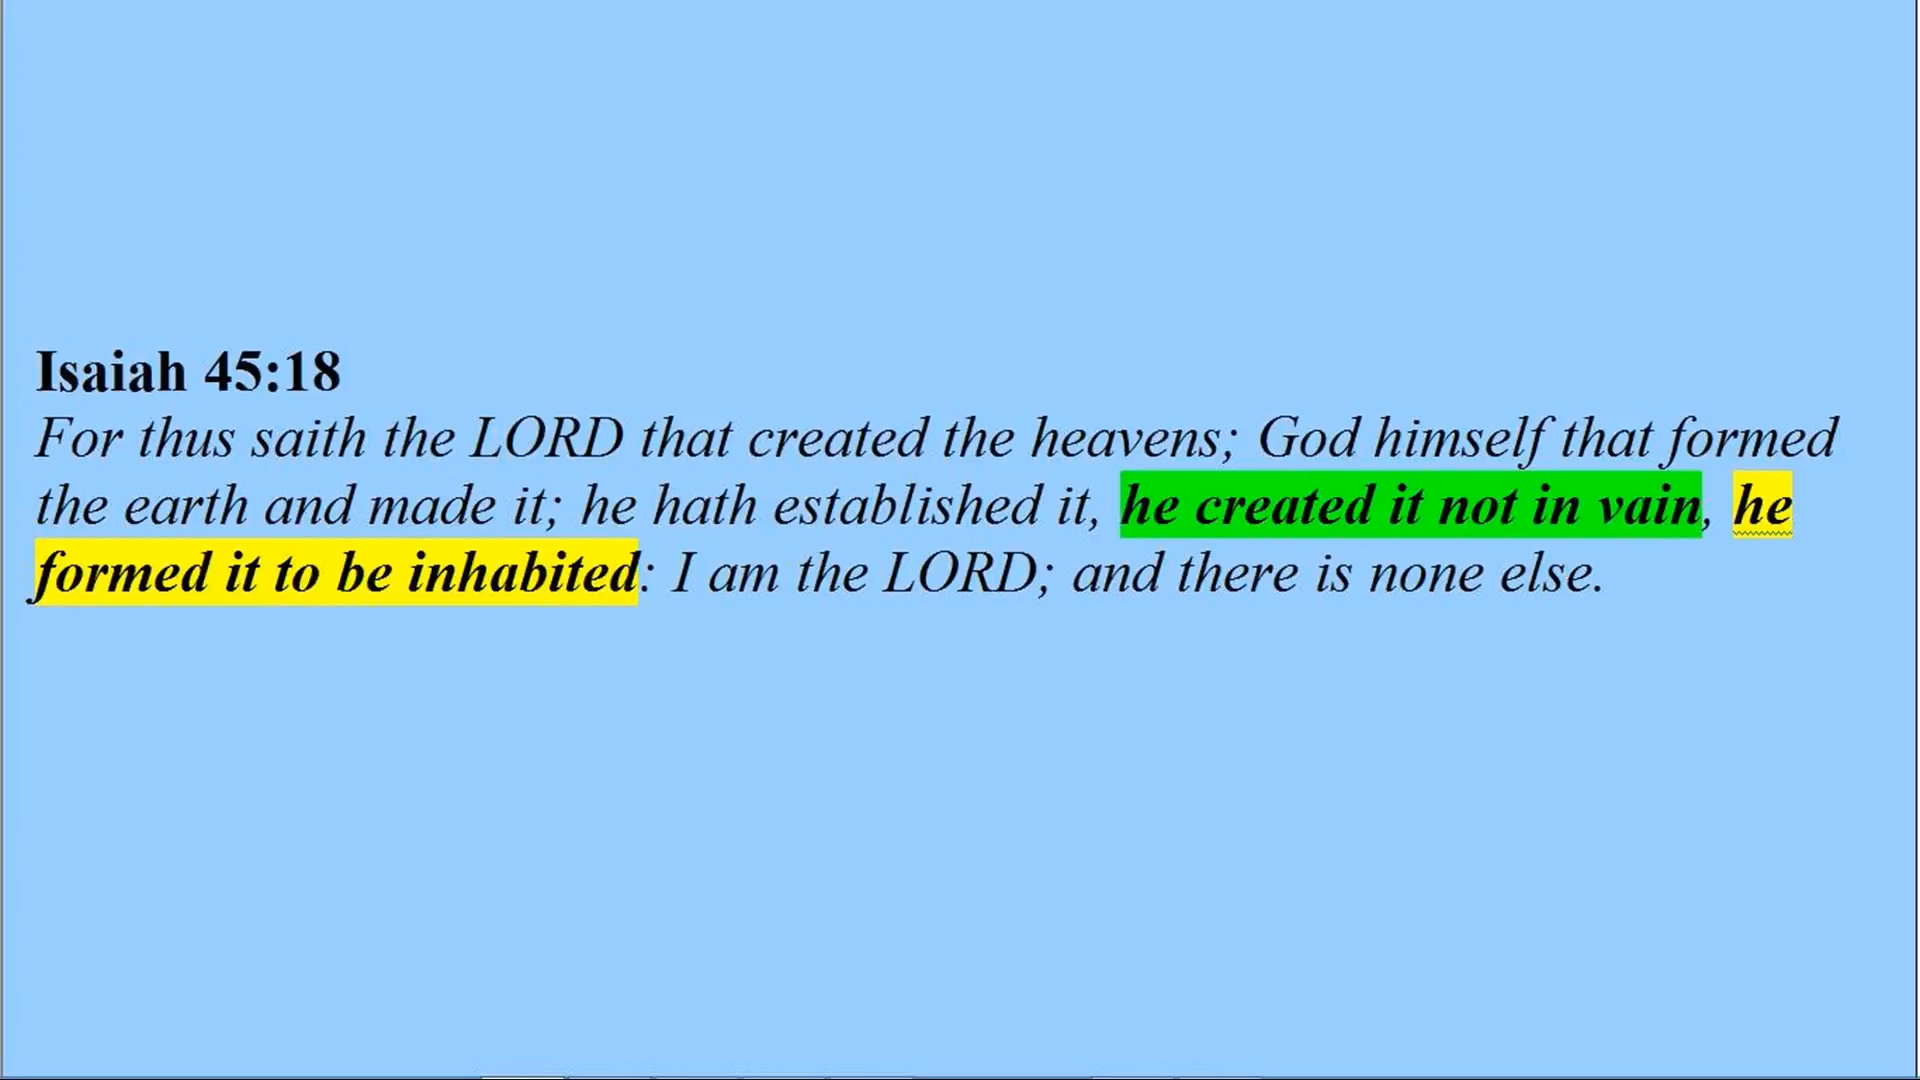 Isaiah 45:18
For thus saith the LORD that created the heavens; God himself that formed
the earth and made it; he hath established it, he created it not in vain, he
formed it to be inhabited: I am the LORD; and there is none else.